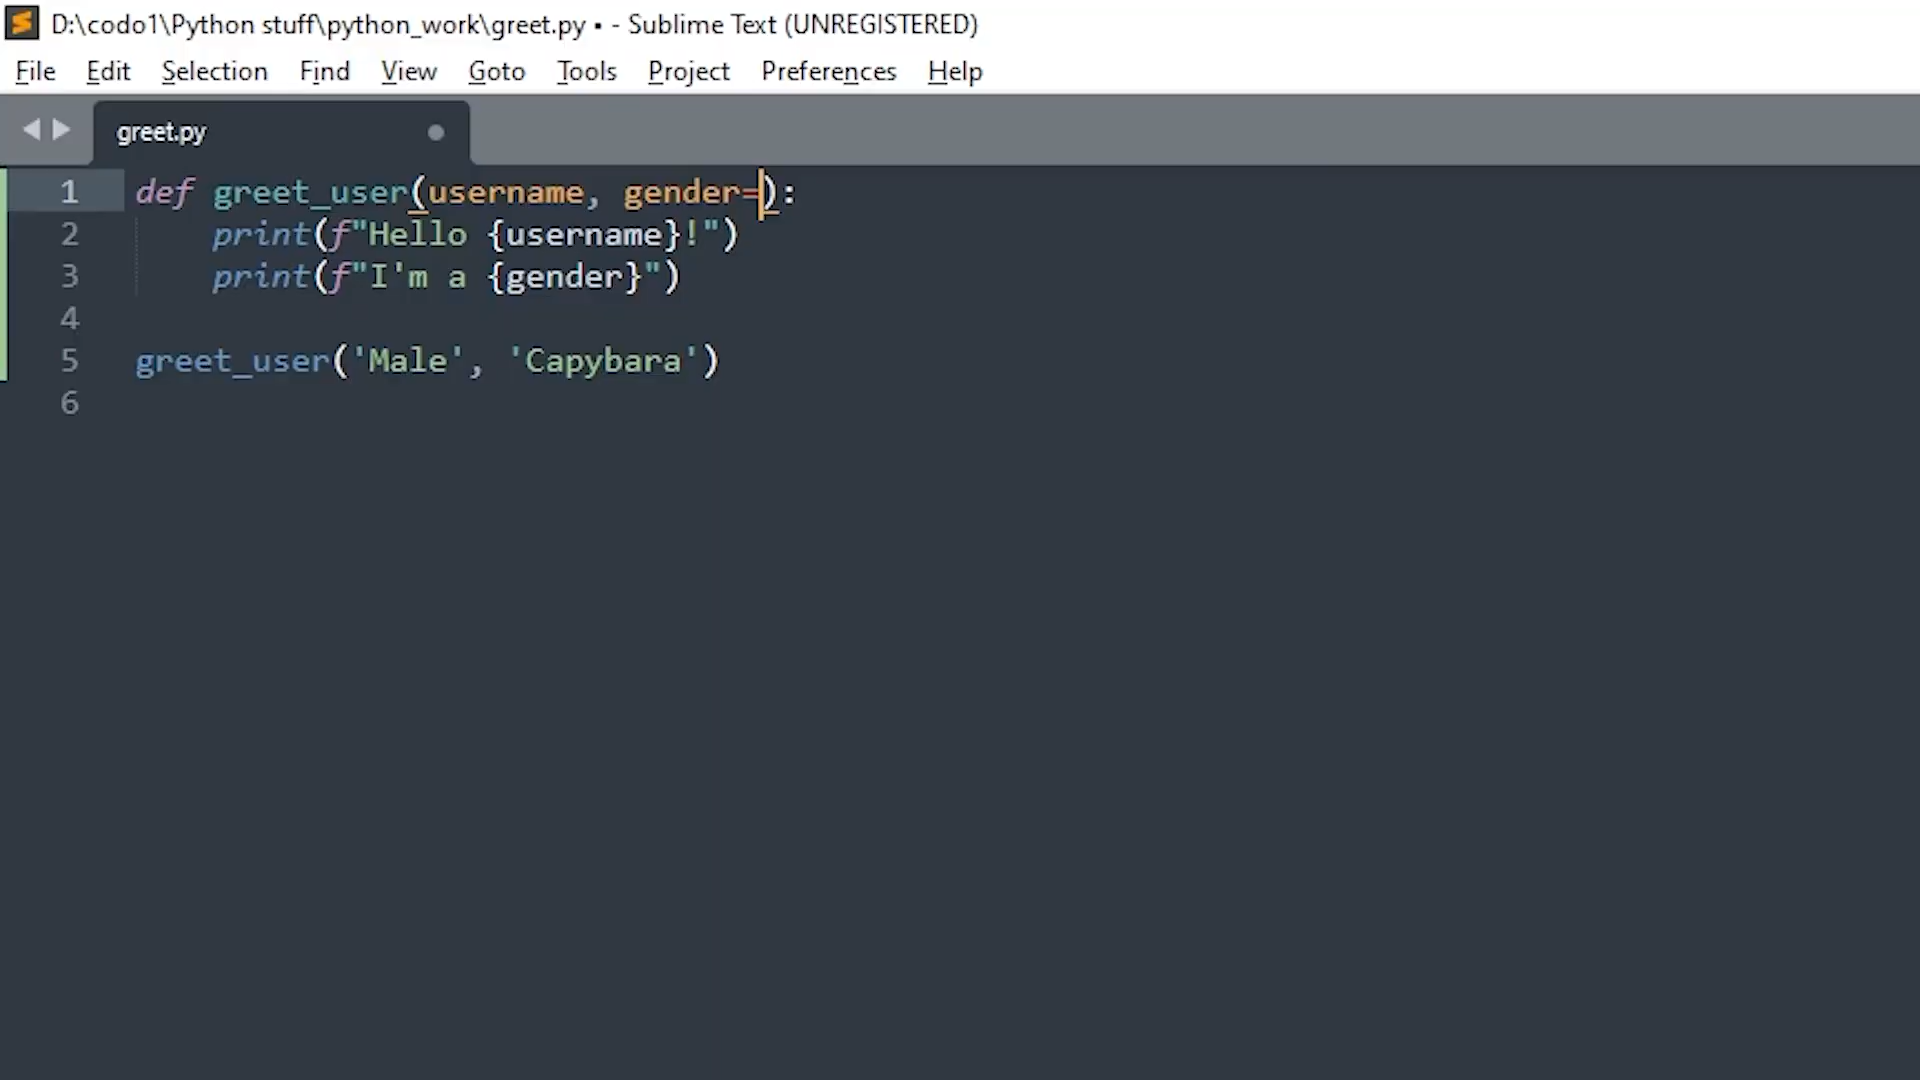 D:\codo1\Python stuff\python_work\greet.py • - Sublime Text (UNREGISTERED)
File Edit Selection Find View Goto Tools Project Preferences Help
greet.py
1 def greet_user(username, gender=):
2     print(f"Hello {username}!")
3     print(f"I'm a {gender}")
4
5 greet_user('Male', 'Capybara')
6